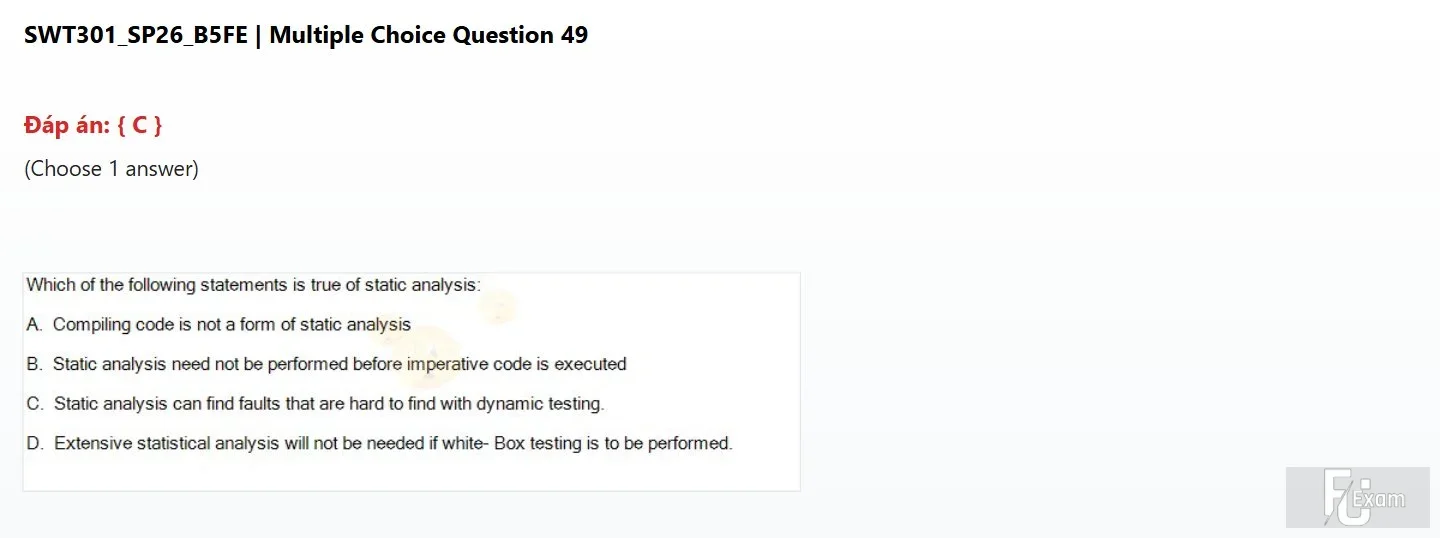 SWT301_SP26_B5FE | Multiple Choice Question 49
Đáp án: { C }
(Choose 1 answer)
Which of the following statements is true of static analysis:
A. Compiling code is not a form of static analysis
B. Static analysis need not be performed before imperative code is executed
C. Static analysis can find faults that are hard to find with dynamic testing.
D. Extensive statistical analysis will not be needed if white- Box testing is to be performed.
FU Exam